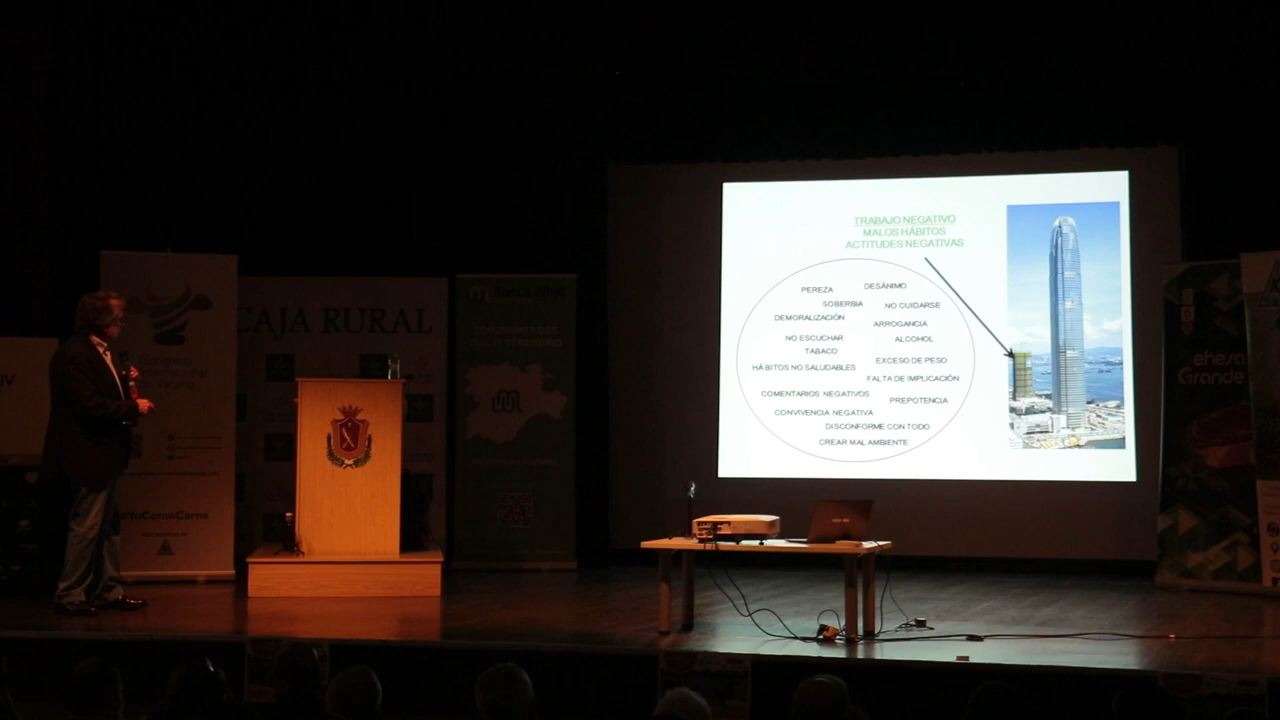 TRABAJO NEGATIVO
MALOS HÁBITOS
ACTITUDES NEGATIVAS
PEREZA
DESÁNIMO
SOBERBIA
NO CUIDARSE
DEMORALIZACIÓN
ARROGANCIA
NO ESCUCHAR
ALCOHOL
TABACO
EXCESO DE PESO
HÁBITOS NO SALUDABLES
FALTA DE IMPLICACIÓN
COMENTARIOS NEGATIVOS
PREPOTENCIA
CONVIVENCIA NEGATIVA
DISCONFORME CON TODO
CREAR MAL AMBIENTE
CAJA RURAL
#YoComoCarne
Dehesa
Grande
IV